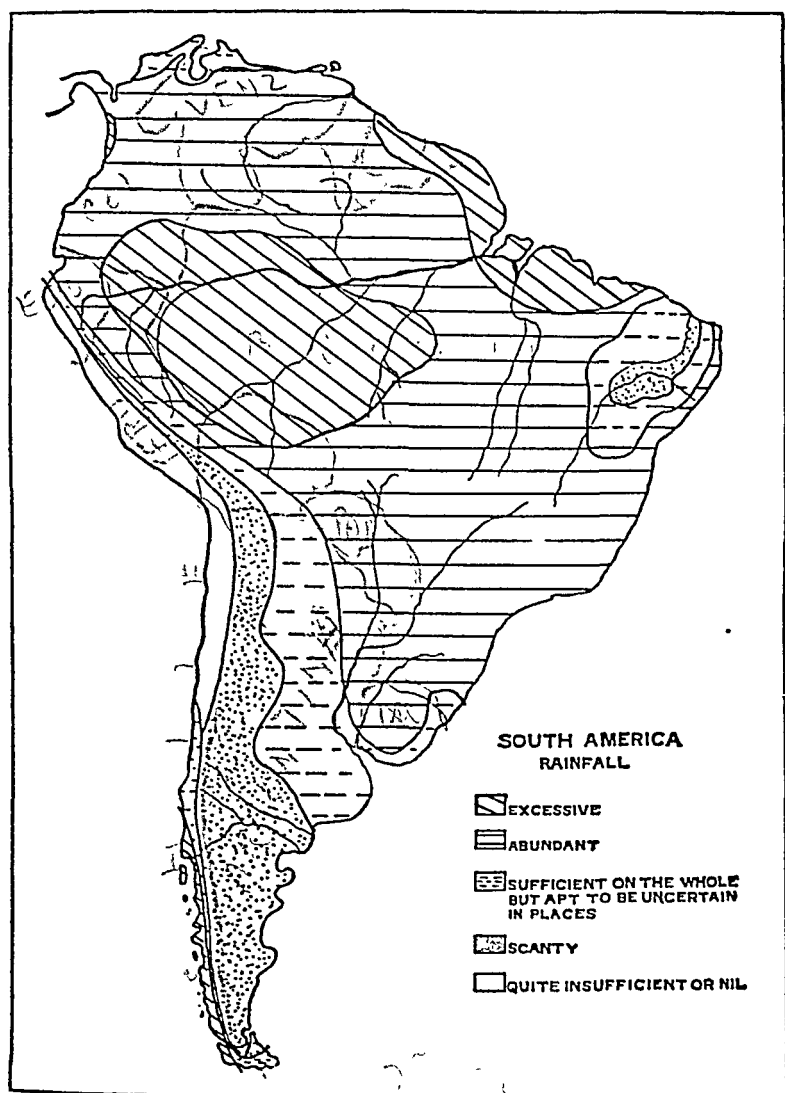 VENZ
SOUTH AMERICA
RAINFALL
EXCESSIVE
ABUNDANT
SUFFICIENT ON THE WHOLE
BUT APT TO BE UNCERTAIN
IN PLACES
SCANTY
QUITE INSUFFICIENT OR NIL